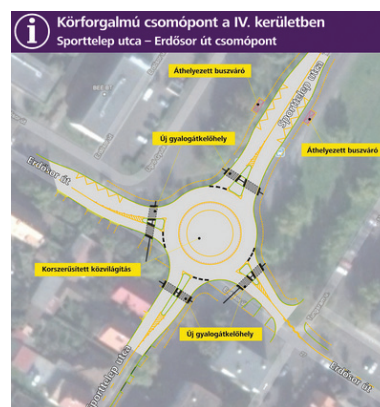 Körforgalmú csomópont a IV. kerületben
Sporttelep utca – Erdősor út csomópont
Áthelyezett buszváró
Sporttelep utca
Új gyalogátkelőhely
Áthelyezett buszváró
Erdősor út
Korszerűsített közvilágítás
Új gyalogátkelőhely
Sporttelep utca
Erdősor út